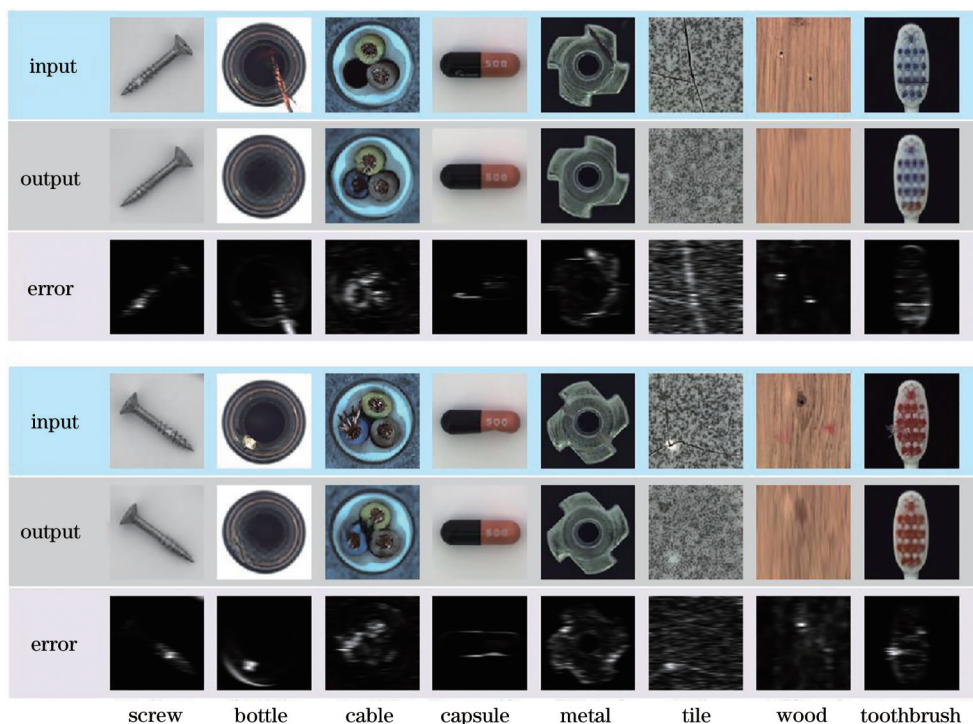 input
500
output
500
error
input
500
output
500
error
screw bottle cable capsule metal tile wood toothbrush